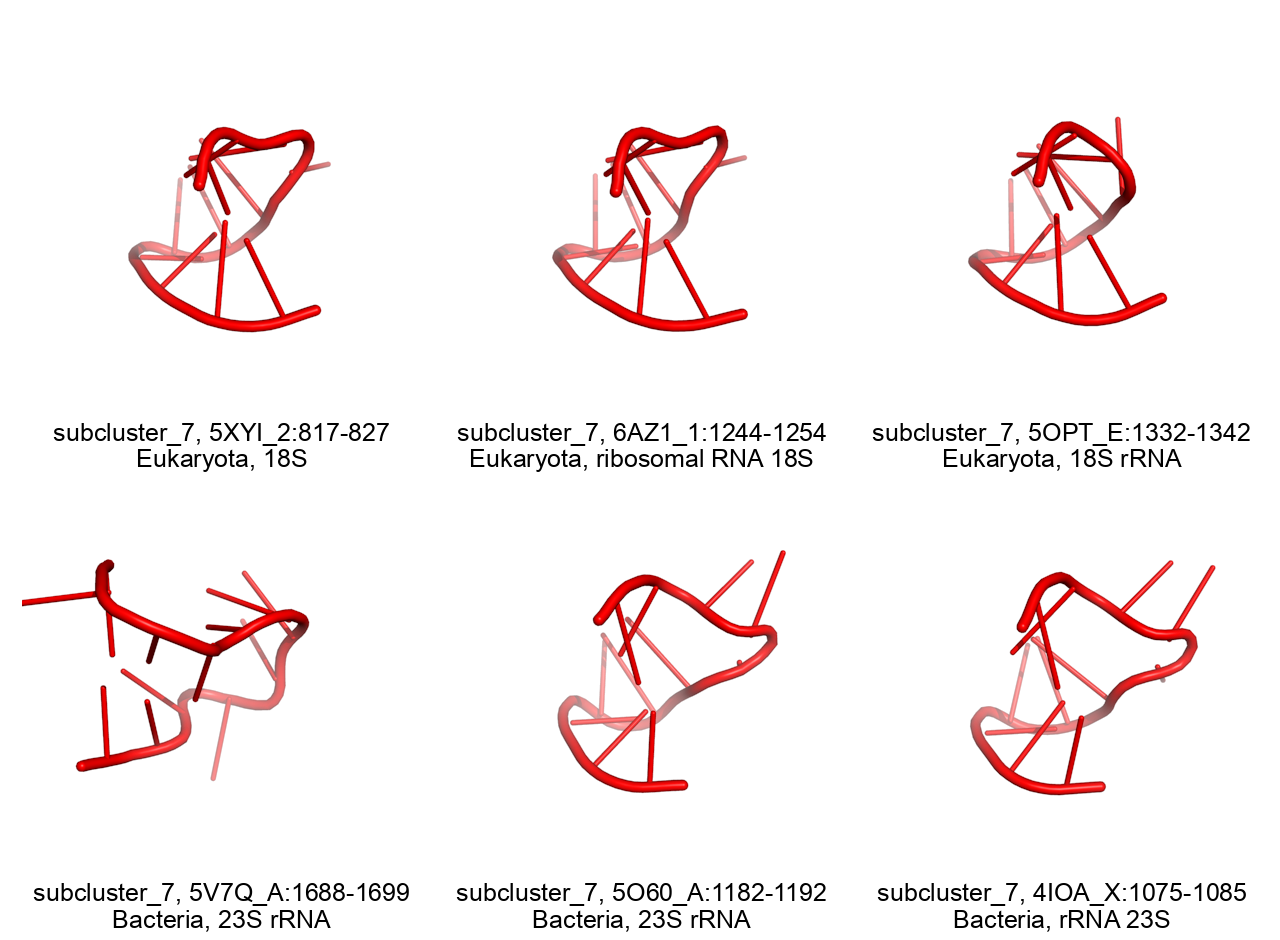 subcluster_7, 5XYI_2:817-827
Eukaryota, 18S
subcluster_7, 6AZ1_1:1244-1254
Eukaryota, ribosomal RNA 18S
subcluster_7, 5OPT_E:1332-1342
Eukaryota, 18S rRNA
subcluster_7, 5V7Q_A:1688-1699
Bacteria, 23S rRNA
subcluster_7, 5O60_A:1182-1192
Bacteria, 23S rRNA
subcluster_7, 4IOA_X:1075-1085
Bacteria, rRNA 23S